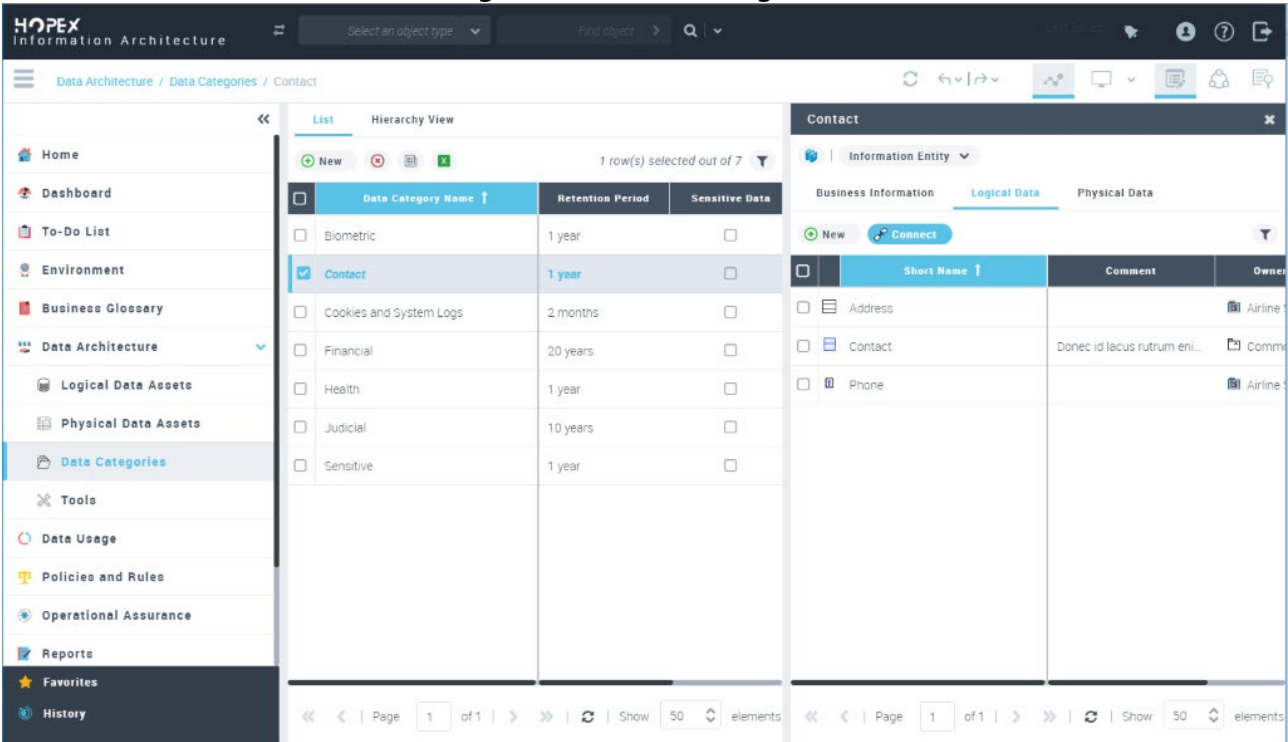 HOPEX
Information Architecture
Select an object type
Find object
Data Architecture / Data Categories / Contact
Home
Dashboard
To-Do List
Environment
Business Glossary
Data Architecture
Logical Data Assets
Physical Data Assets
Data Categories
Tools
Data Usage
Policies and Rules
Operational Assurance
Reports
Favorites
History
List Hierarchy View
New 1 row(s) selected out of 7
Data Category Name Retention Period Sensitive Data
Biometric 1 year
Contact 1 year
Cookies and System Logs 2 months
Financial 20 years
Health 1 year
Judicial 10 years
Sensitive 1 year
Page 1 of 1 Show 50 elements
Contact
Information Entity
Business Information Logical Data Physical Data
New Connect
Short Name Comment Owner
Address Airline
Contact Donec id lacus rutrum eni... Comm
Phone Airline
Page 1 of 1 Show 50 elements